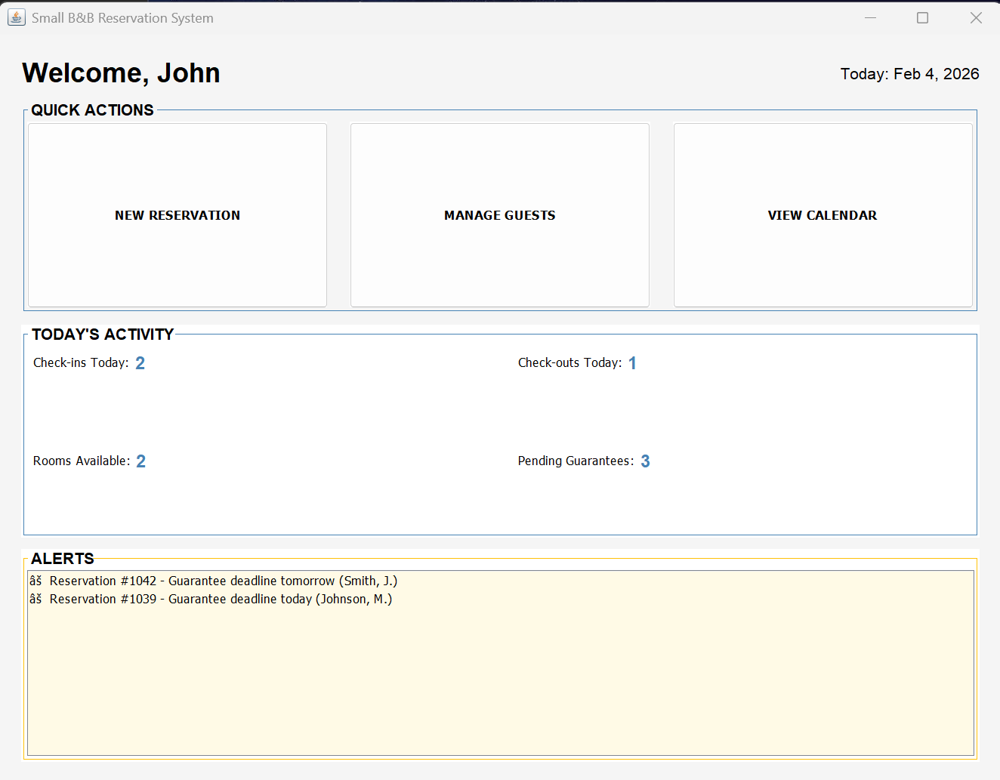 Small B&B Reservation System
Welcome, John
Today: Feb 4, 2026
QUICK ACTIONS
NEW RESERVATION
MANAGE GUESTS
VIEW CALENDAR
TODAY'S ACTIVITY
Check-ins Today: 2
Check-outs Today: 1
Rooms Available: 2
Pending Guarantees: 3
ALERTS
âš Reservation #1042 - Guarantee deadline tomorrow (Smith, J.)
âš Reservation #1039 - Guarantee deadline today (Johnson, M.)